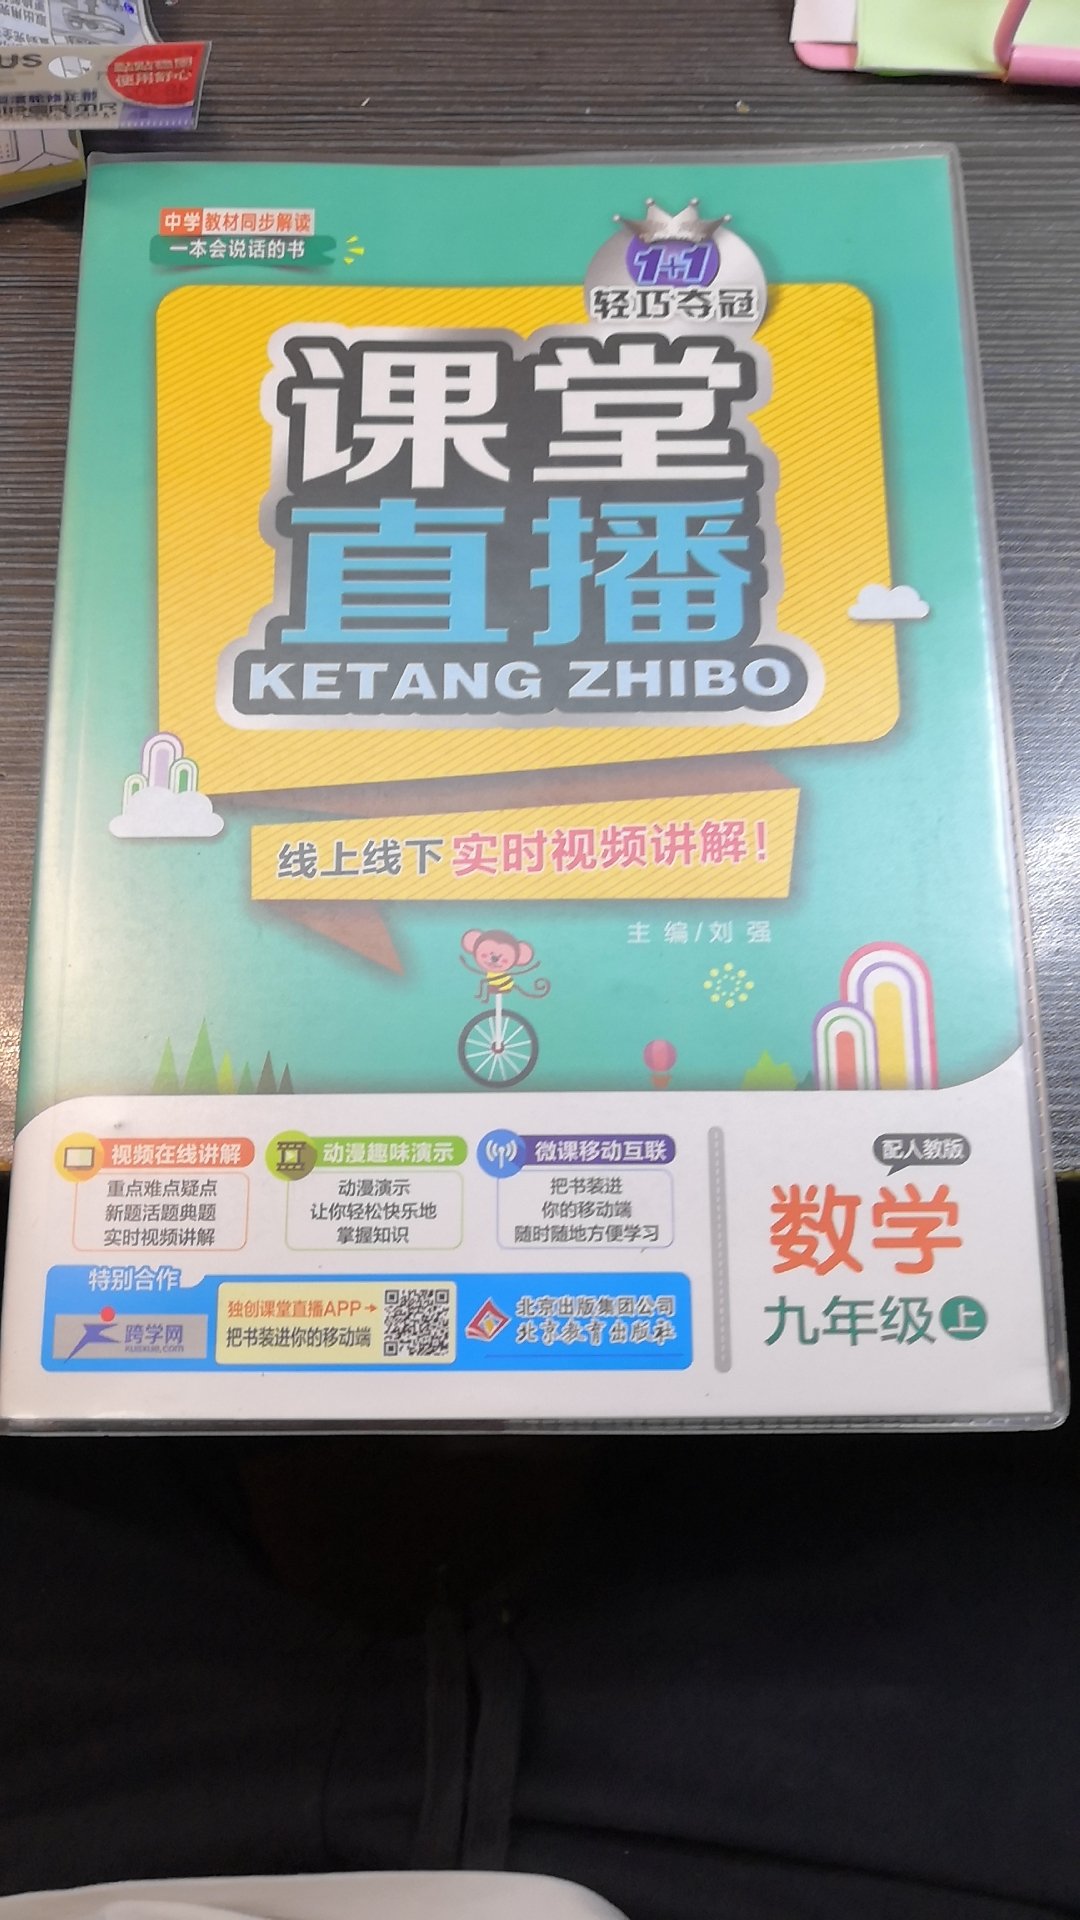 US
使用舒心
中学教材同步解读
一本会说话的书
1+1
轻巧夺冠
课堂
直播
KETANG ZHIBO
线上线下实时视频讲解!
主 编/刘 强
视频在线讲解
重点难点疑点
新题活题典题
实时视频讲解
动漫趣味演示
动漫演示
让你轻松快乐地
掌握知识
微课移动互联
把书装进
你的移动端
随时随地方便学习
配人教版
数学
九年级上
特别合作
跨学网
kuaxue.com
独创课堂直播APP→
把书装进你的移动端
北京出版集团公司
北京教育出版社